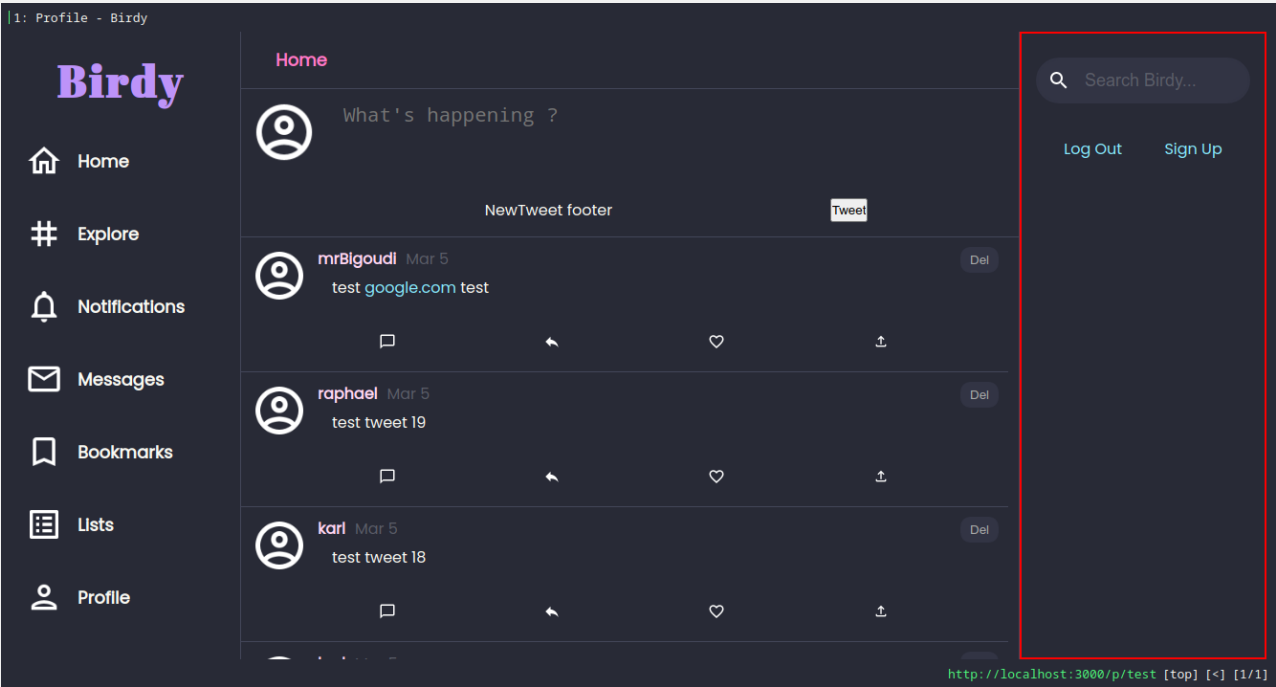 1: Profile - Birdy
Birdy
Home
Explore
Notifications
Messages
Bookmarks
Lists
Profile
Home
What's happening ?
NewTweet footer
Tweet
mrBigoudi Mar 5
Del
test google.com test
raphael Mar 5
Del
test tweet 19
karl Mar 5
Del
test tweet 18
Search Birdy...
Log Out Sign Up
http://localhost:3000/p/test [top] [<] [1/1]